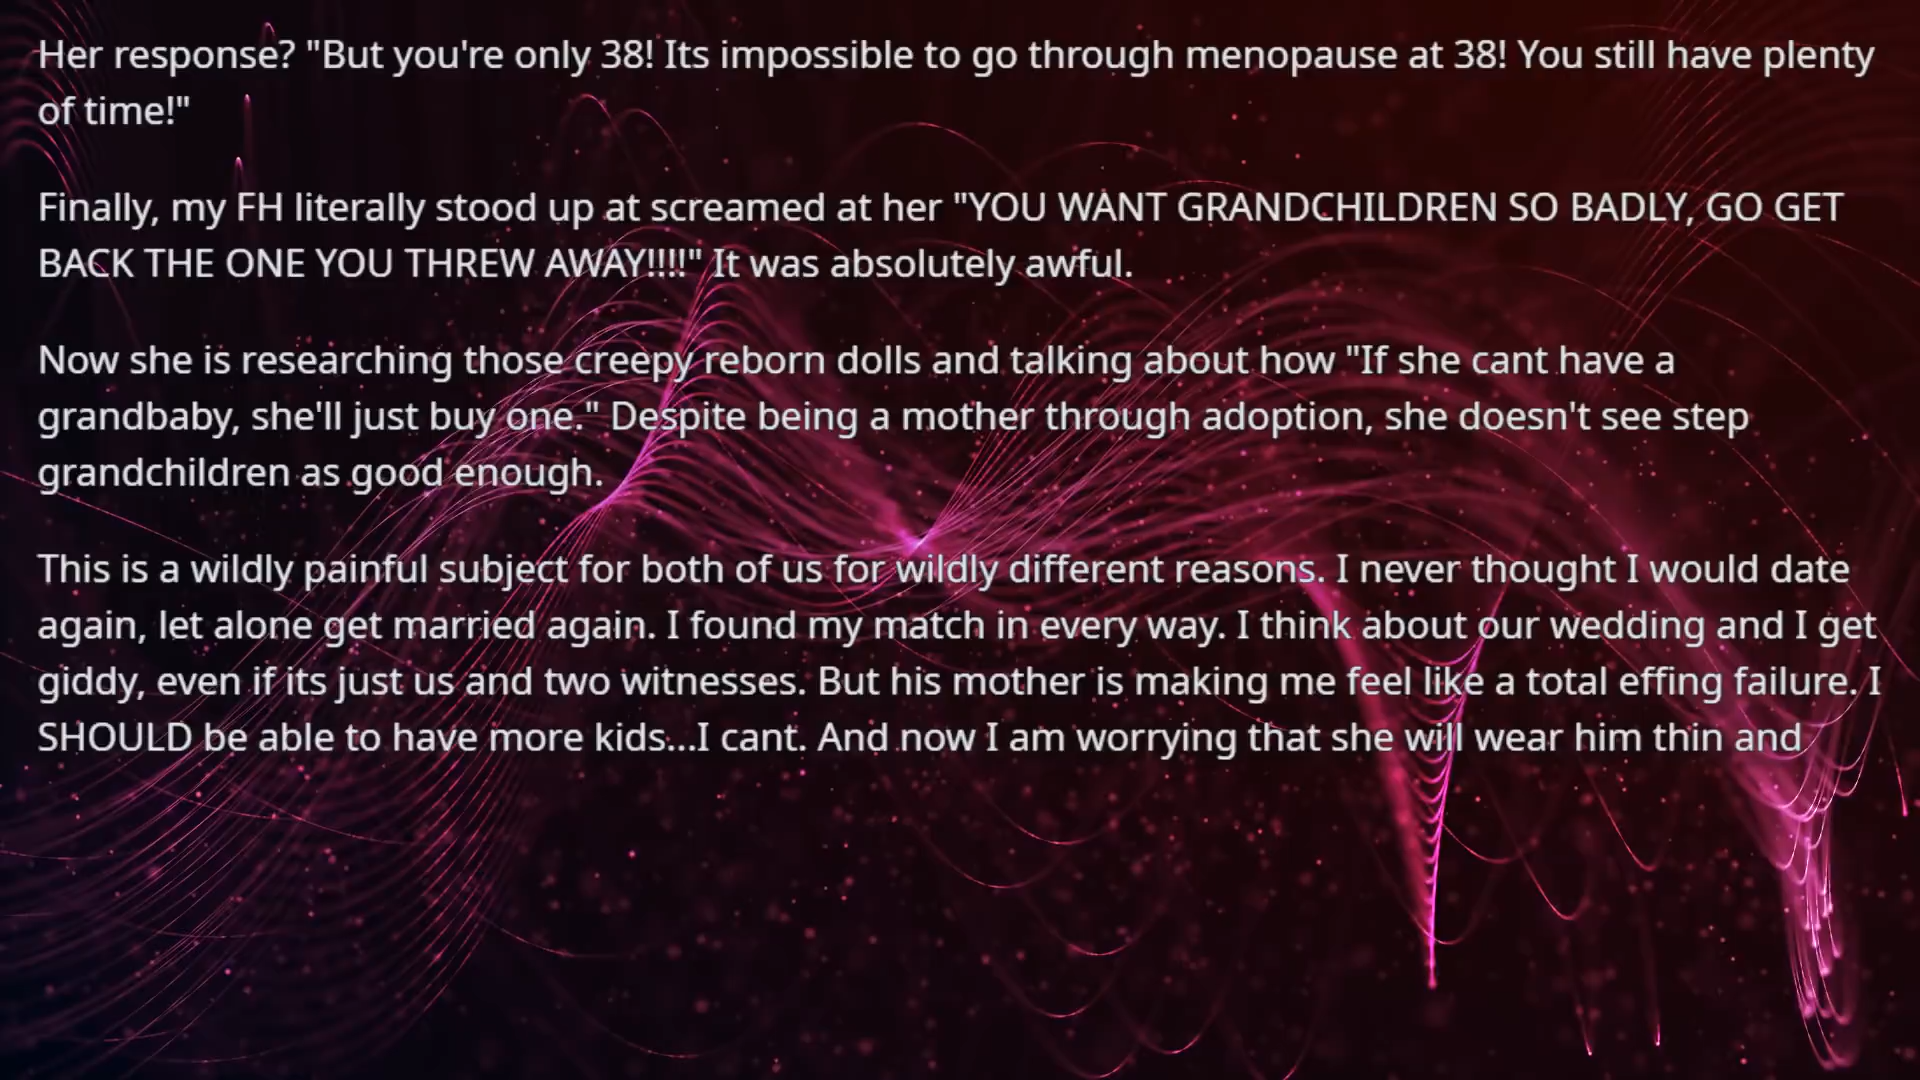 Her response? "But you're only 38! Its impossible to go through menopause at 38! You still have plenty
of time!"
Finally, my FH literally stood up at screamed at her "YOU WANT GRANDCHILDREN SO BADLY, GO GET
BACK THE ONE YOU THREW AWAY!!!!" It was absolutely awful.
Now she is researching those creepy reborn dolls and talking about how "If she cant have a
grandbaby, she'll just buy one." Despite being a mother through adoption, she doesn't see step
grandchildren as good enough.
This is a wildly painful subject for both of us for wildly different reasons. I never thought I would date
again, let alone get married again. I found my match in every way. I think about our wedding and I get
giddy, even if its just us and two witnesses. But his mother is making me feel like a total effing failure. I
SHOULD be able to have more kids...I cant. And now I am worrying that she will wear him thin and